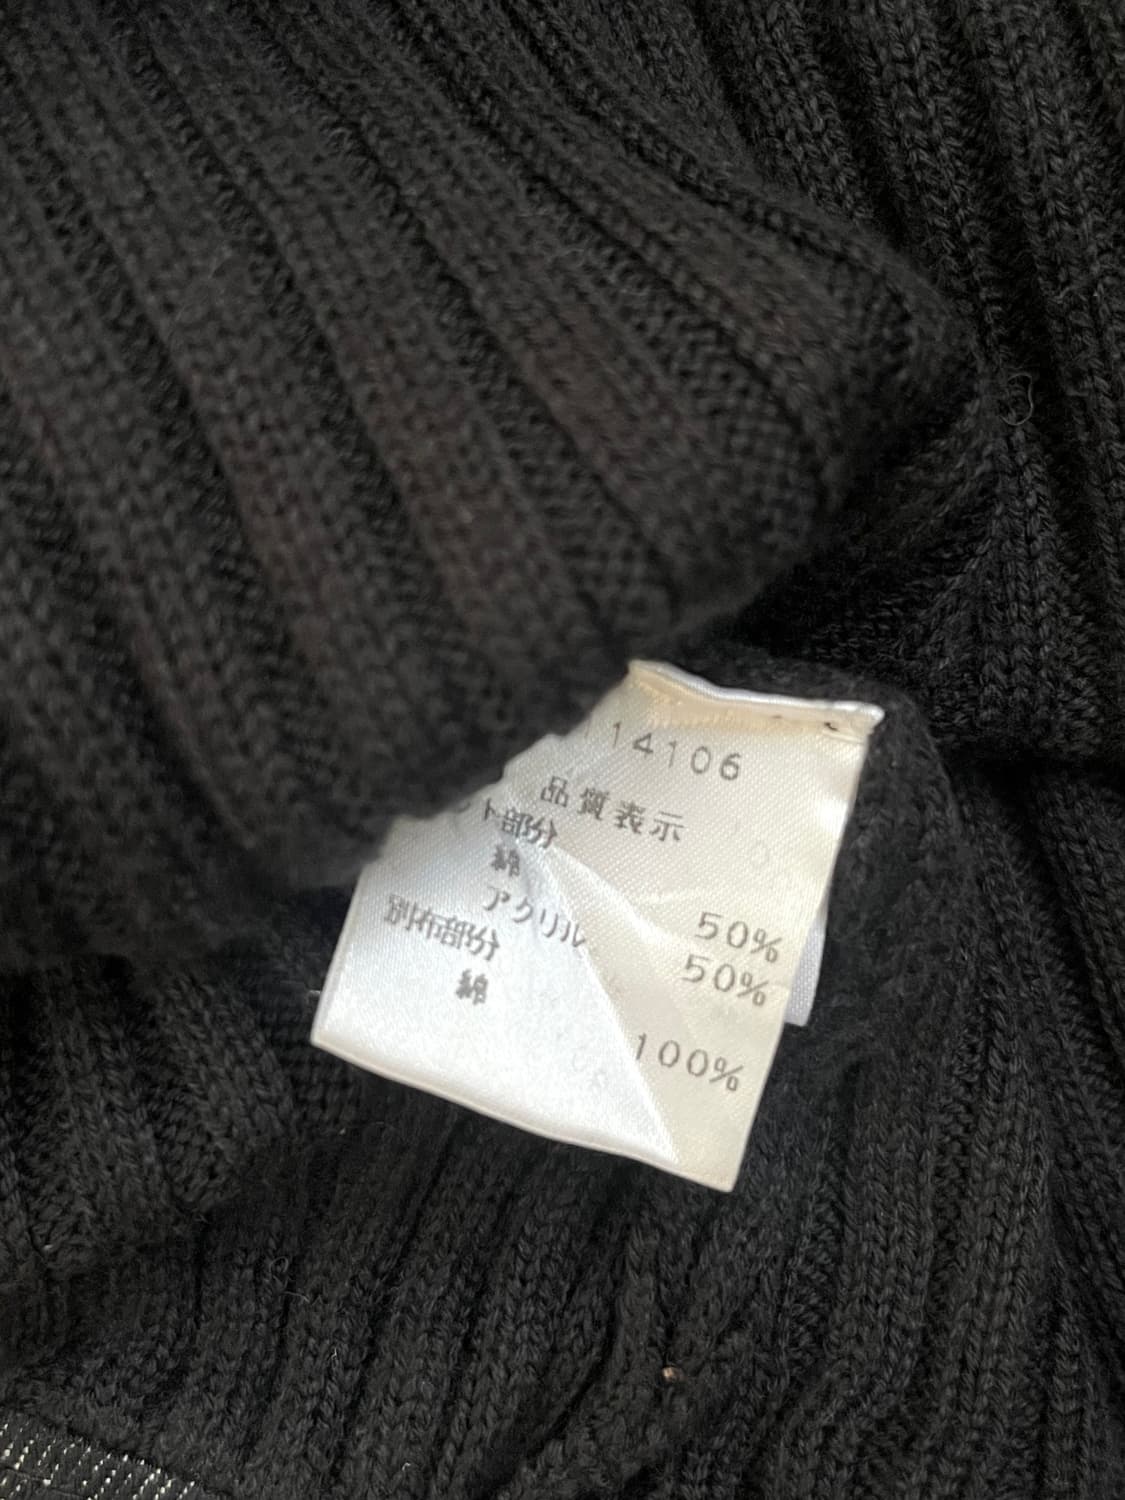 14106
品質表示
ト部分
綿 50%
アクリル 50%
別布部分
綿 100%